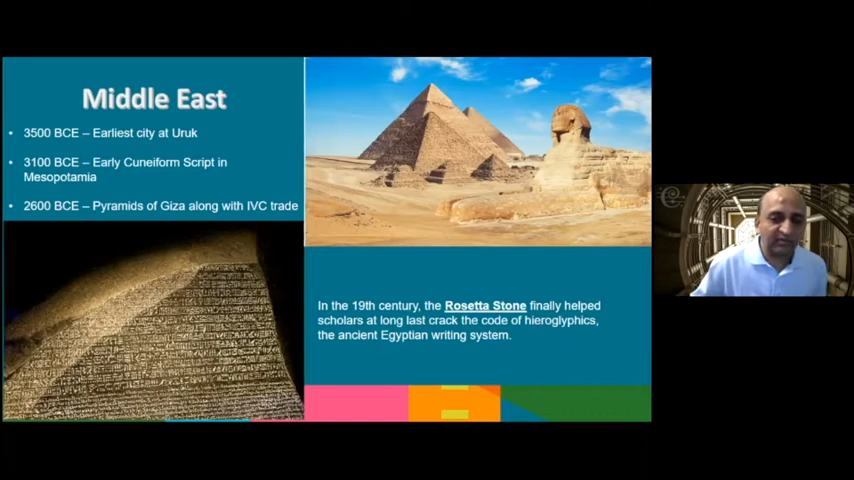 Middle East
• 3500 BCE – Earliest city at Uruk
• 3100 BCE – Early Cuneiform Script in
Mesopotamia
• 2600 BCE – Pyramids of Giza along with IVC trade
In the 19th century, the Rosetta Stone finally helped
scholars at long last crack the code of hieroglyphics,
the ancient Egyptian writing system.